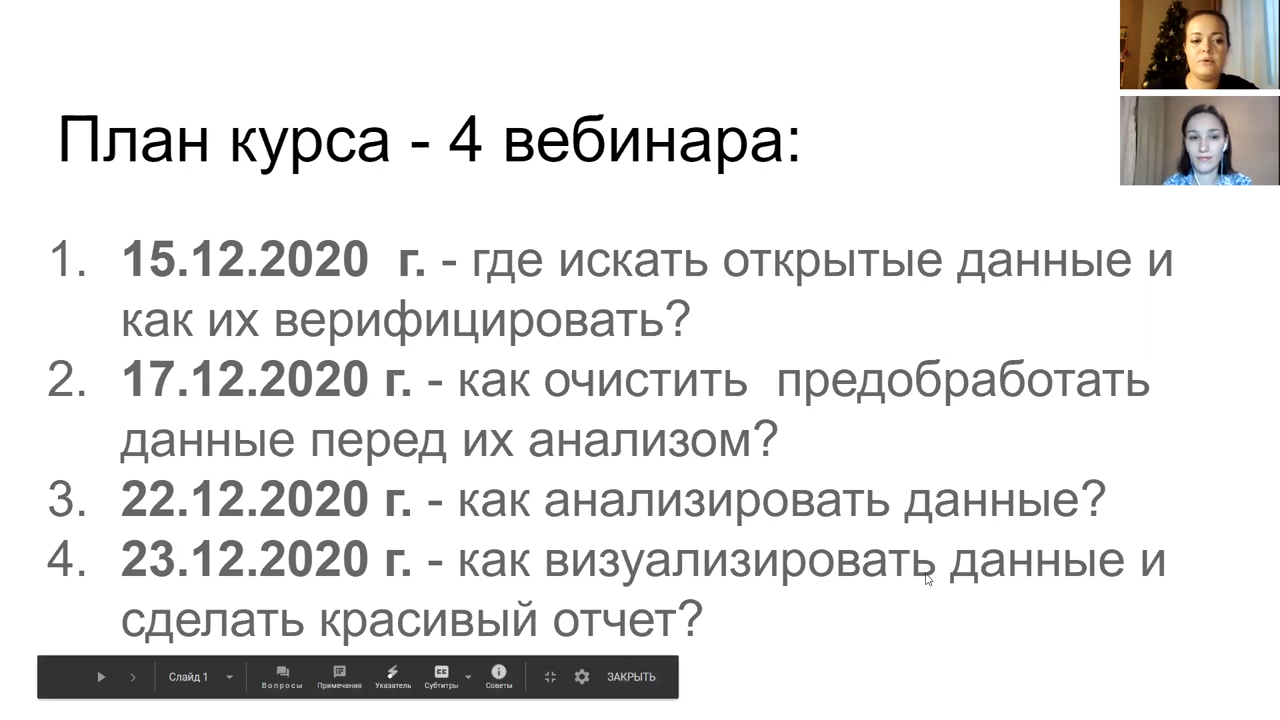 План курса - 4 вебинара:
1. 15.12.2020 г. - где искать открытые данные и
как их верифицировать?
2. 17.12.2020 г. - как очистить предобработать
данные перед их анализом?
3. 22.12.2020 г. - как анализировать данные?
4. 23.12.2020 г. - как визуализировать данные и
сделать красивый отчет?
Слайд 1 Вопросы Примечания Указатель CC Субтитры Советы ЗАКРЫТЬ